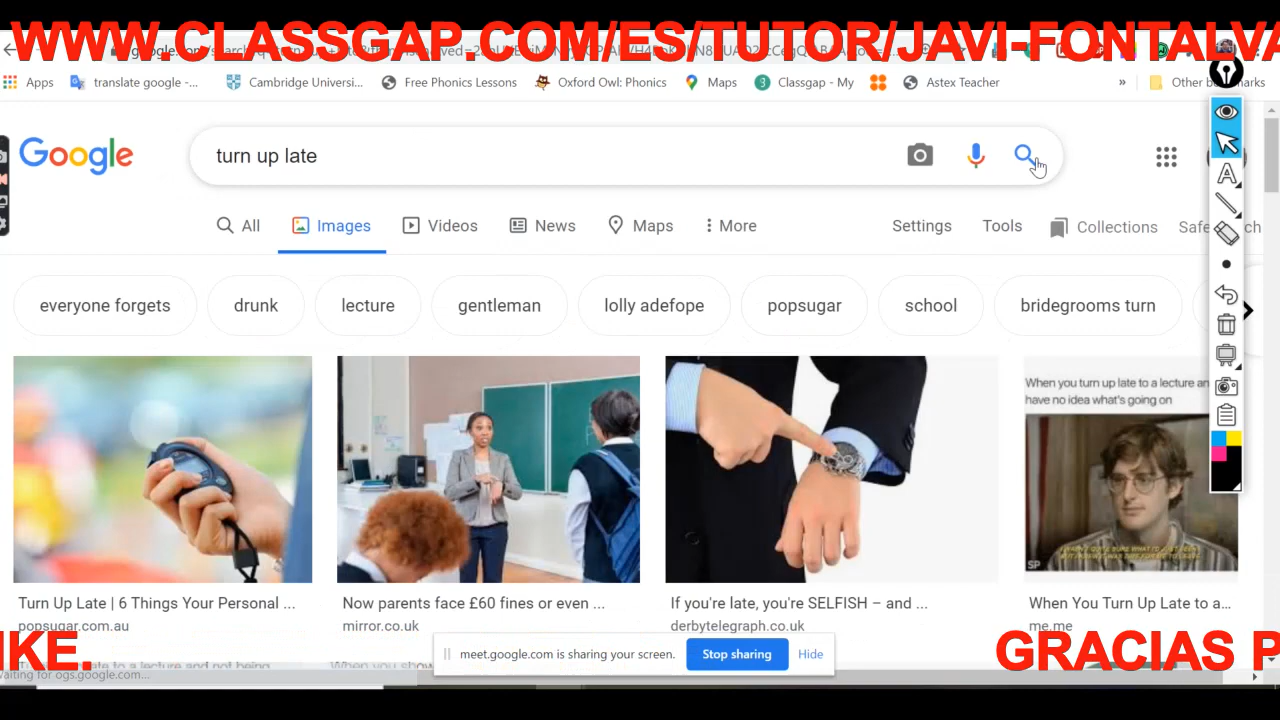 WWW.CLASSGAP.COM/ES/TUTOR/JAVI-FONTALVA
Apps translate google -... Cambridge Universi... Free Phonics Lessons Oxford Owl: Phonics Maps Classgap - My Astex Teacher » Other bookmarks
Google turn up late
All Images Videos News Maps More Settings Tools Collections
everyone forgets drunk lecture gentleman lolly adefope popsugar school bridegrooms turn
When you turn up late to a lecture an
have no idea what's going on
SP
Turn Up Late | 6 Things Your Personal ... Now parents face £60 fines or even ... If you're late, you're SELFISH – and ... When You Turn Up Late to a...
popsugar.com.au mirror.co.uk derbytelegraph.co.uk me.me
IKE. meet.google.com is sharing your screen. Stop sharing Hide GRACIAS P
Waiting for ogs.google.com...